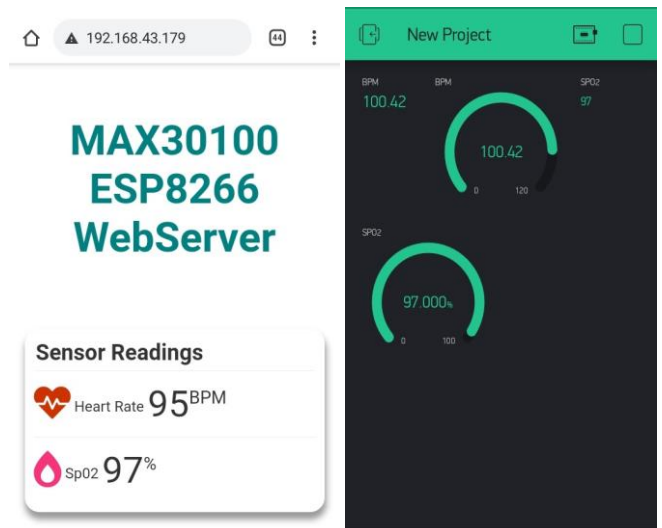 192.168.43.179
44
MAX30100
ESP8266
WebServer
Sensor Readings
Heart Rate 95BPM
Sp02 97%
New Project
BPM
100.42
BPM
100.42
0 120
SPO2
97
SPO2
97.000%
0 100